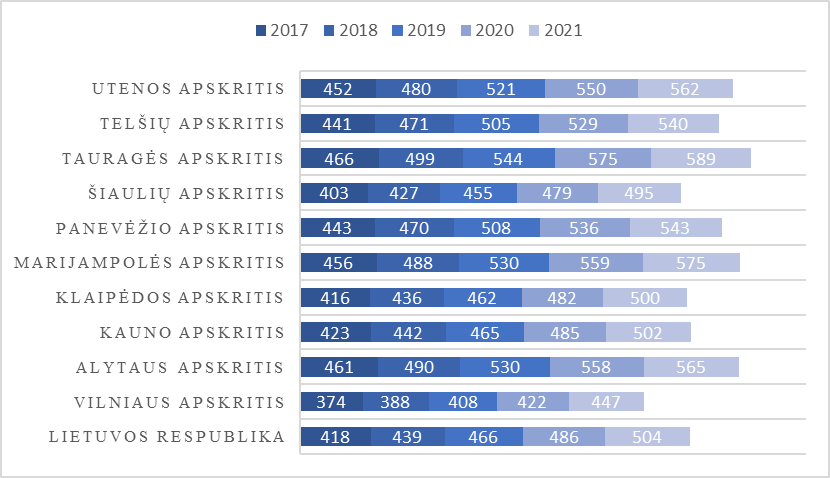 2017 2018 2019 2020 2021
UTENOS APSKRITIS 452 480 521 550 562
TELŠIŲ APSKRITIS 441 471 505 529 540
TAURAGĖS APSKRITIS 466 499 544 575 589
ŠIAULIŲ APSKRITIS 403 427 455 479 495
PANEVĖŽIO APSKRITIS 443 470 508 536 543
MARIJAMPOLĖS APSKRITIS 456 488 530 559 575
KLAIPĖDOS APSKRITIS 416 436 462 482 500
KAUNO APSKRITIS 423 442 465 485 502
ALYTAUS APSKRITIS 461 490 530 558 565
VILNIAUS APSKRITIS 374 388 408 422 447
LIETUVOS RESPUBLIKA 418 439 466 486 504